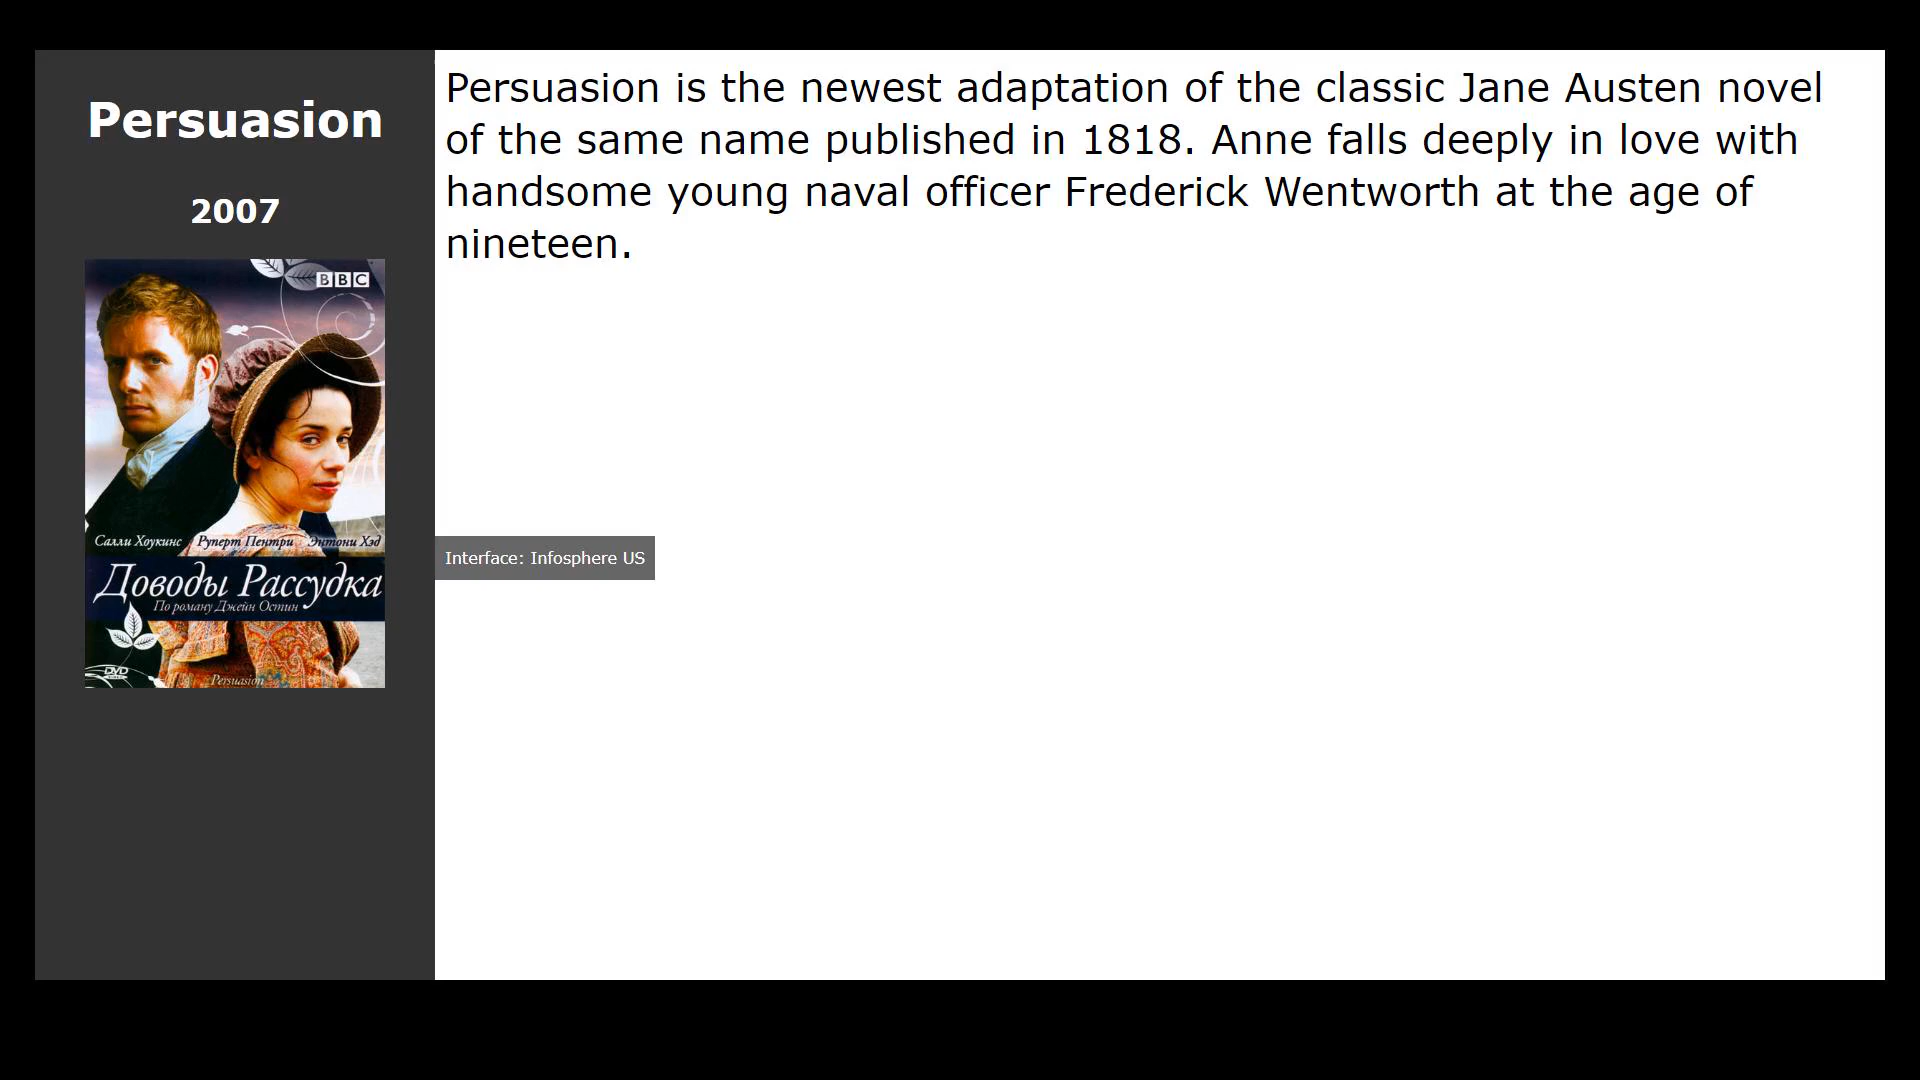 Persuasion
2007
BBC
Салли Хоукинс Руперт Пентри Энтони Хэд
Доводы Рассудка
По роману Джейн Остин
DVD
VIDEO
Persuasion
Persuasion is the newest adaptation of the classic Jane Austen novel
of the same name published in 1818. Anne falls deeply in love with
handsome young naval officer Frederick Wentworth at the age of
nineteen.
Interface: Infosphere US